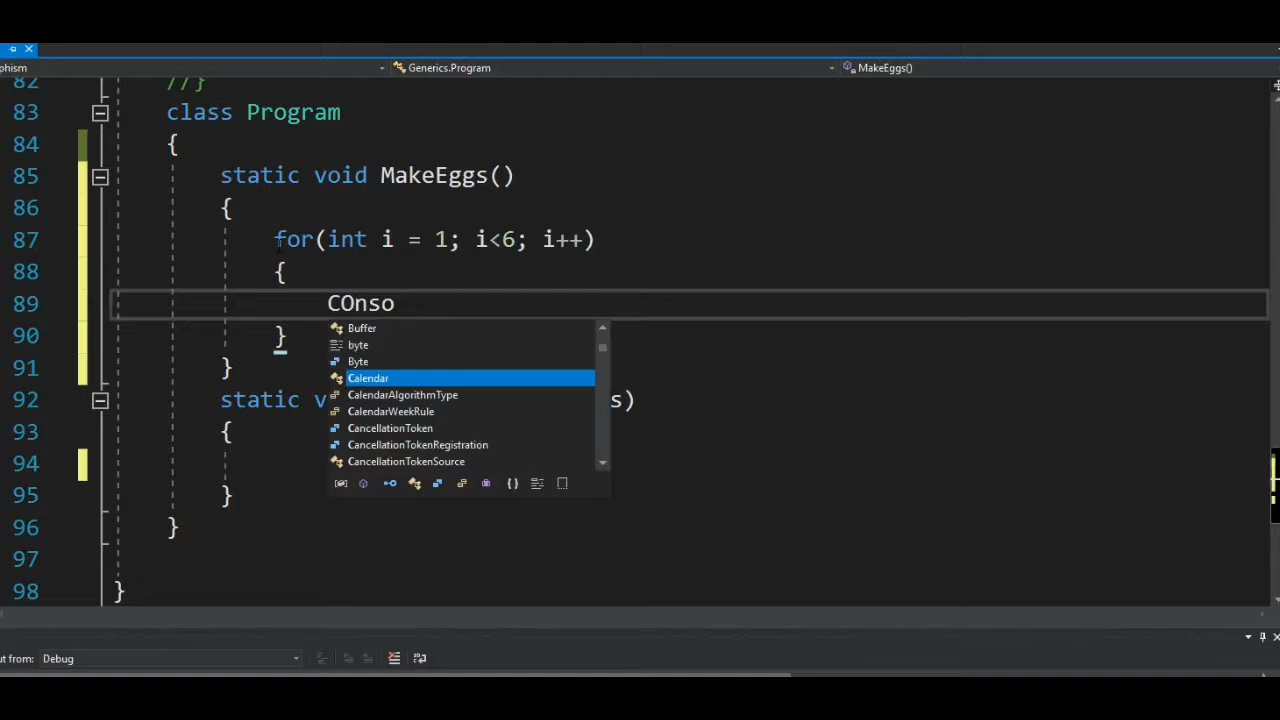 phism
Generics.Program
MakeEggs()
82 //}
83 class Program
84 {
85 static void MakeEggs()
86 {
87 for(int i = 1; i<6; i++)
88 {
89 COnso
90 }
91 }
92 static v s)
93 {
94
95 }
96 }
97
98 }
Buffer
byte
Byte
Calendar
CalendarAlgorithmType
CalendarWeekRule
CancellationToken
CancellationTokenRegistration
CancellationTokenSource
ut from: Debug